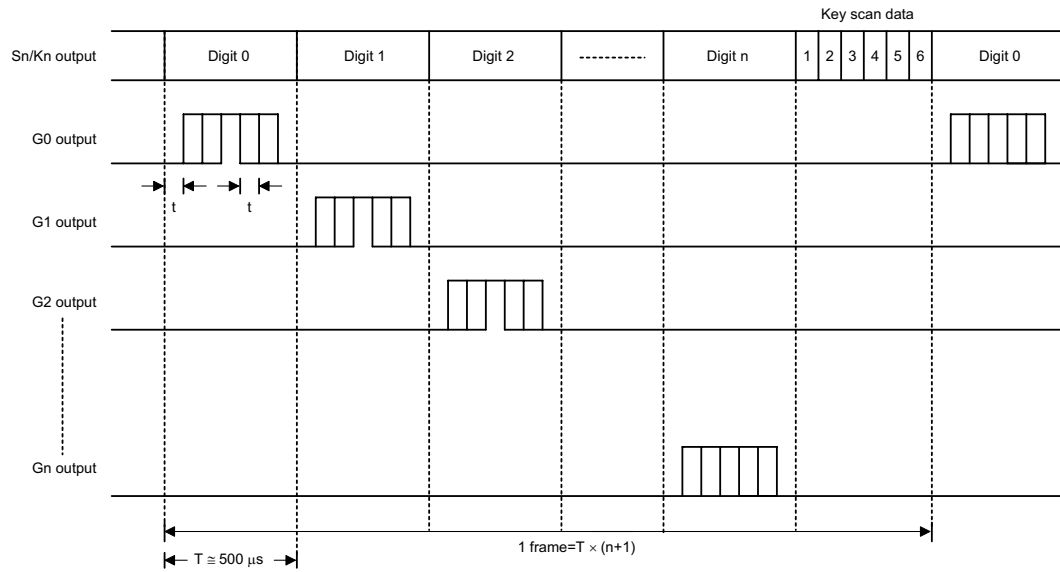 Key scan data
Sn/Kn output
Digit 0
Digit 1
Digit 2
Digit n
1 2 3 4 5 6
Digit 0
G0 output
t
t
G1 output
G2 output
Gn output
1 frame=T × (n+1)
T ≅ 500 μs